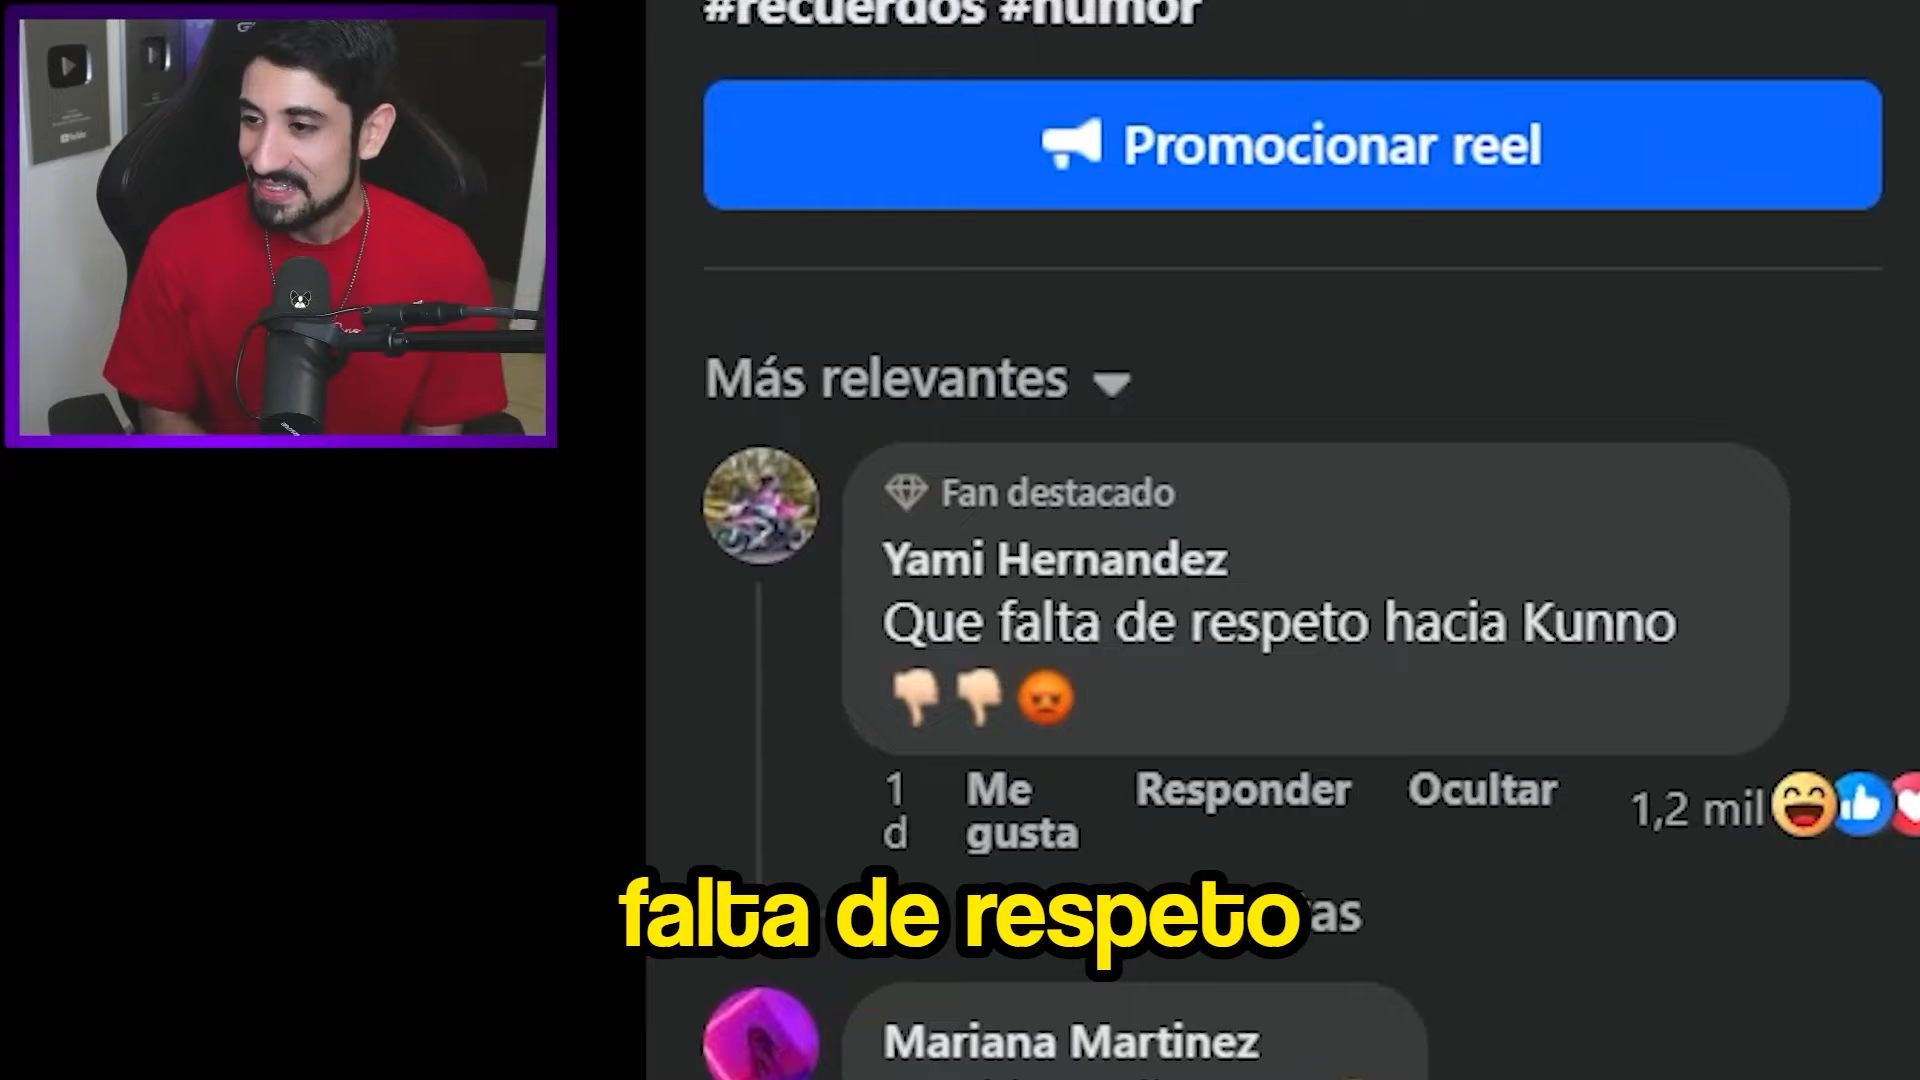 #recuerdos #humor
Promocionar reel
Más relevantes
Fan destacado
Yami Hernandez
Que falta de respeto hacia Kunno
👎🏻👎🏻😡
1 d
Me gusta
Responder
Ocultar
1,2 mil
falta de respeto
Mariana Martinez
YouTube